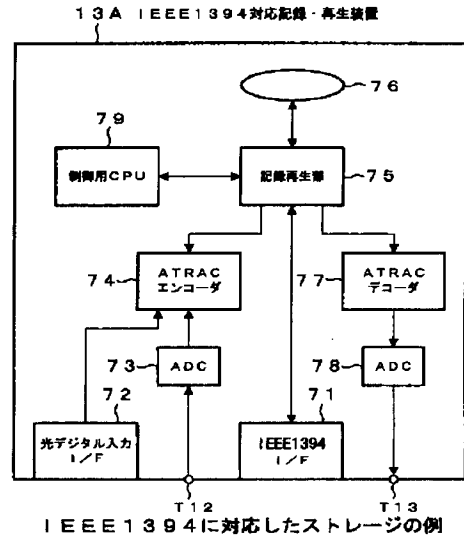 13A IEEE1394対応記録・再生装置
76
79
制御用CPU
記録再生部
75
74
ATRAC
エンコーダ
77
ATRAC
デコーダ
73
ADC
78
ADC
72
71
光デジタル入力
I/F
IEEE1394
I/F
T12
T13
IEEE1394に対応したストレージの例